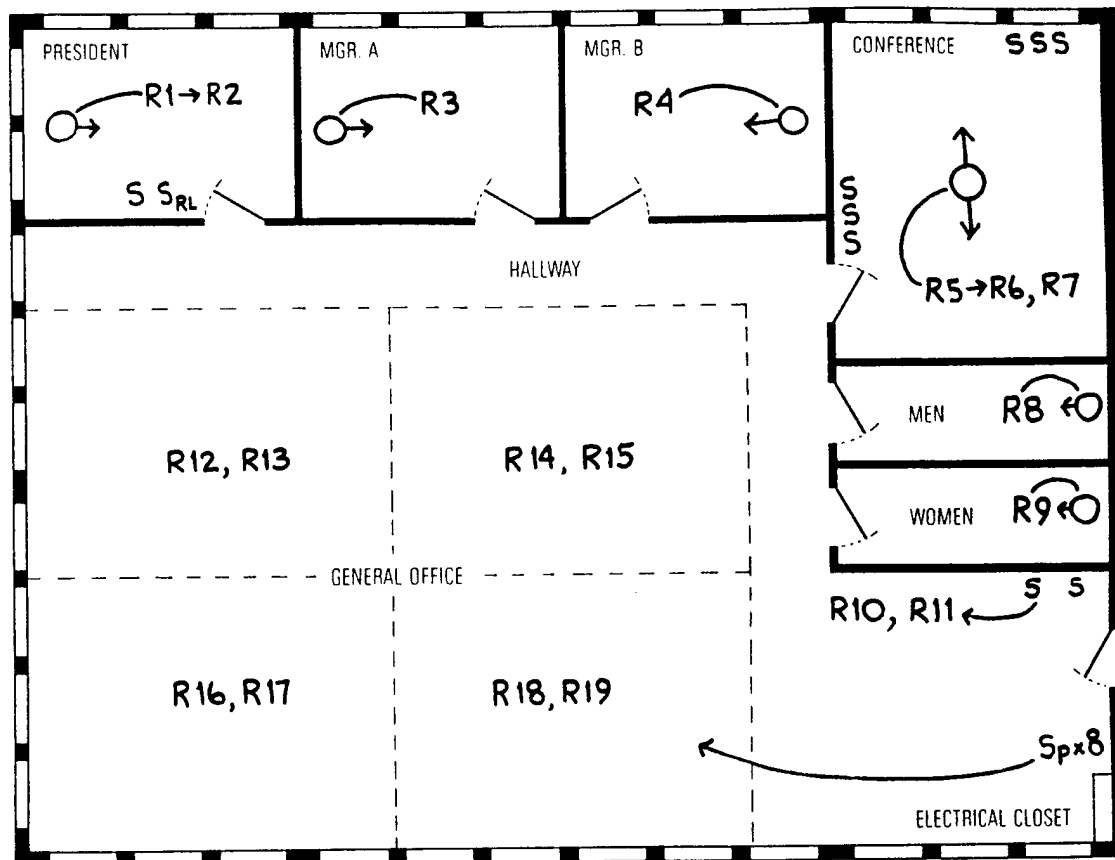 PRESIDENT
R1→R2
S S_RL
MGR. A
R3
MGR. B
R4
CONFERENCE
SSS
S
S
S
R5→R6, R7
HALLWAY
MEN
R8
WOMEN
R9
S S
R10, R11
R12, R13
R14, R15
GENERAL OFFICE
R16, R17
R18, R19
Spx8
ELECTRICAL CLOSET